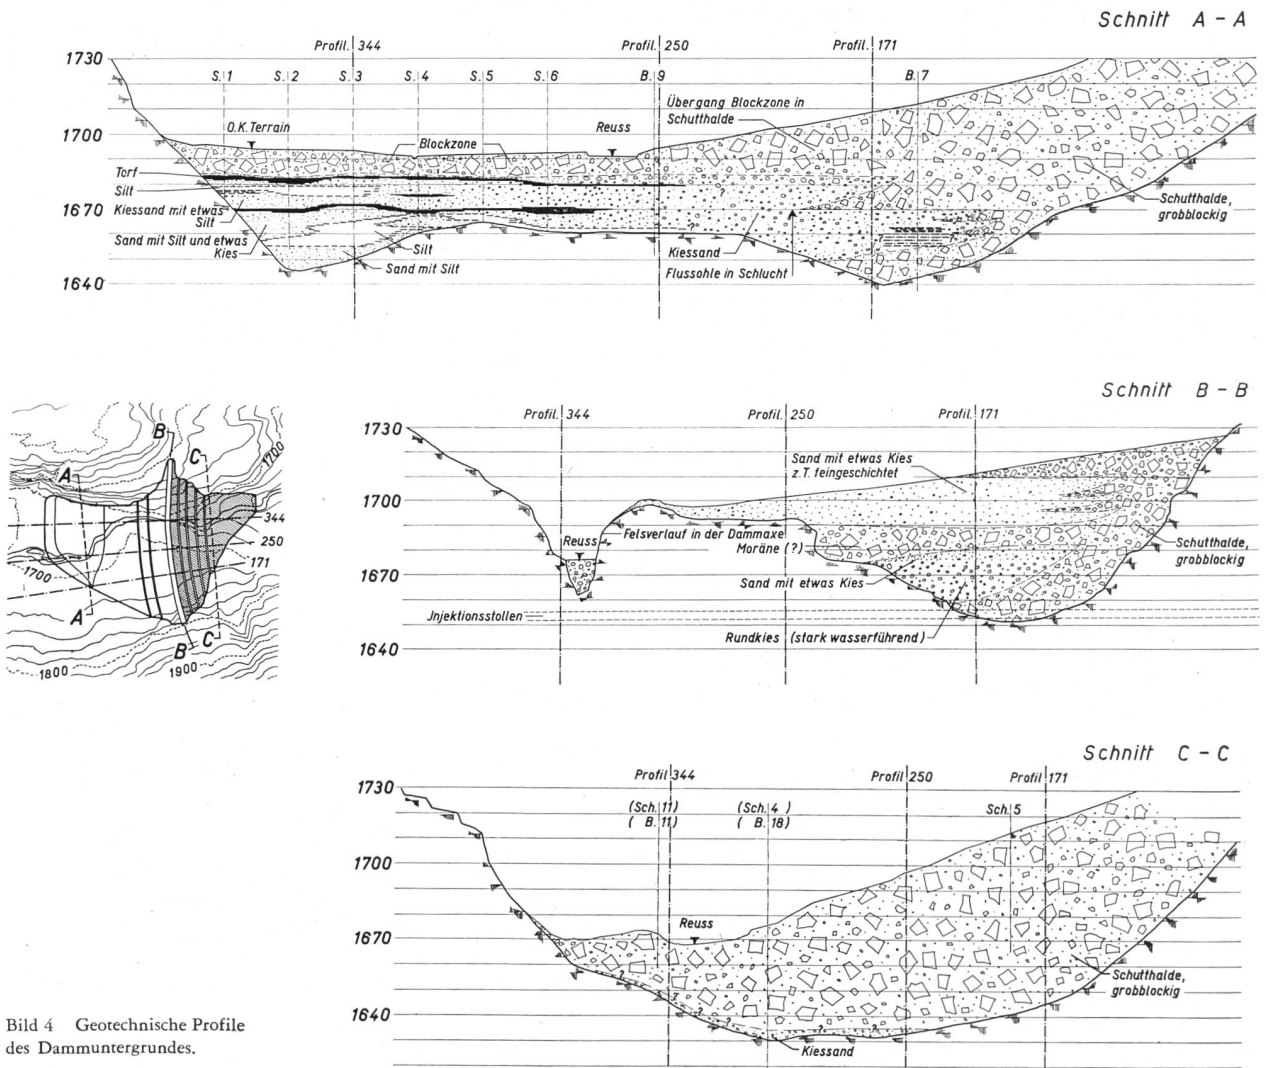 Schnitt A - A
Profil. 344
Profil. 250
Profil. 171
1730
S.1
S.2
S.3
S.4
S.5
S.6
B.9
B.7
Übergang Blockzone in
Schutthalde
O.K.Terrain
Reuss
1700
Blockzone
Torf
Silt
Kiessand mit etwas
Silt
1670
Sand mit Silt und etwas
Kies
Silt
Sand mit Silt
Kiessand
Flussohle in Schlucht
Schutthalde,
grobblockig
1640
Schnitt B - B
Profil. 344
Profil. 250
Profil. 171
1730
Sand mit etwas Kies
z.T. feingeschichtet
1700
Reuss
Felsverlauf in der Dammaxe
Moräne (?)
Schutthalde,
grobblockig
1670
Sand mit etwas Kies
Jnjektionsstollen
Rundkies (stark wasserführend)
1640
B
C
A
1700
344
250
171
1700
A
B
C
1800
1900
Schnitt C - C
Profil 344
Profil 250
Profil 171
1730
(Sch. 11)
( B. 11)
(Sch. 4 )
( B. 18)
Sch. 5
1700
Reuss
1670
Schutthalde,
grobblockig
1640
Kiessand
Bild 4 Geotechnische Profile
des Dammuntergrundes.